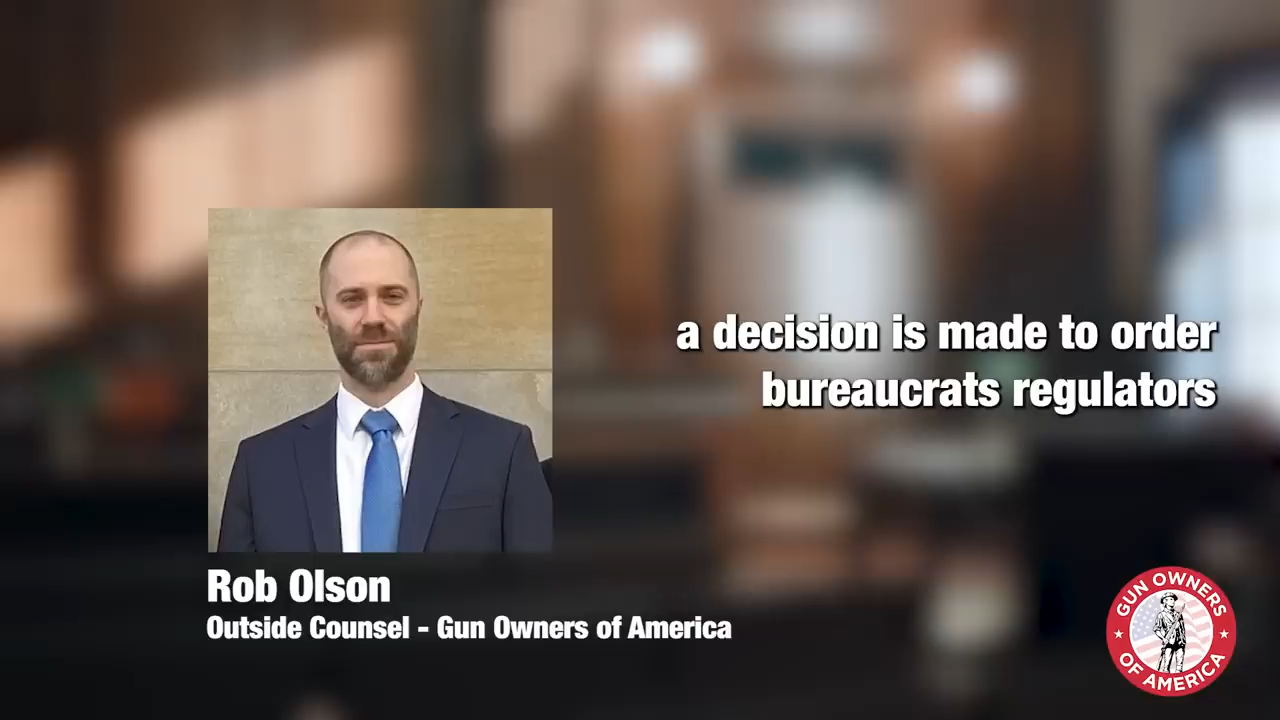 a decision is made to order
bureaucrats regulators
Rob Olson
Outside Counsel - Gun Owners of America
GUN OWNERS
OF AMERICA